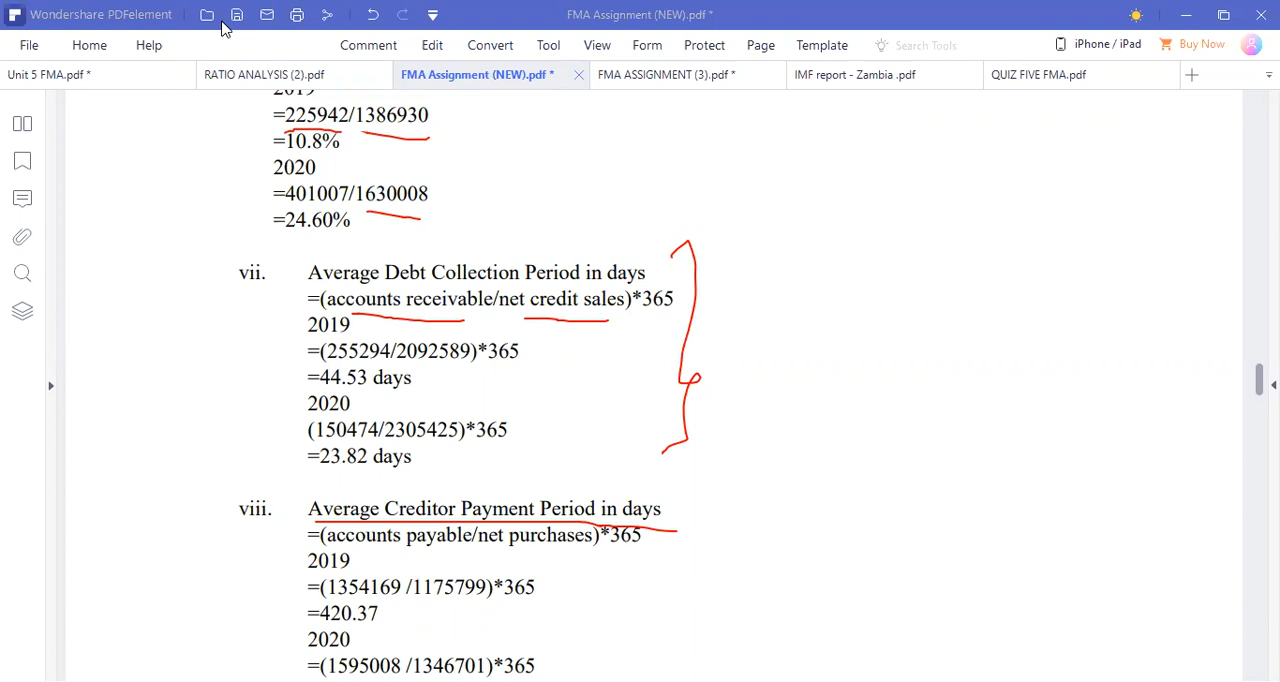 Wondershare PDFelement
FMA Assignment (NEW).pdf *
File Home Help Comment Edit Convert Tool View Form Protect Page Template Search Tools iPhone / iPad Buy Now
Unit 5 FMA.pdf * RATIO ANALYSIS (2).pdf FMA Assignment (NEW).pdf * FMA ASSIGNMENT (3).pdf * IMF report - Zambia .pdf QUIZ FIVE FMA.pdf
2019
=225942/1386930
=10.8%
2020
=401007/1630008
=24.60%
vii. Average Debt Collection Period in days
=(accounts receivable/net credit sales)*365
2019
=(255294/2092589)*365
=44.53 days
2020
(150474/2305425)*365
=23.82 days
viii. Average Creditor Payment Period in days
=(accounts payable/net purchases)*365
2019
=(1354169 /1175799)*365
=420.37
2020
=(1595008 /1346701)*365